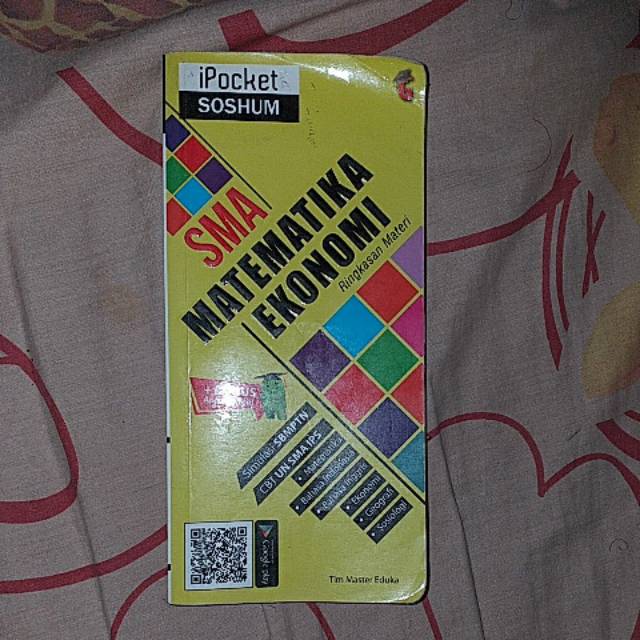 iPocket
SOSHUM
SMA
MATEMATIKA
EKONOMI
Ringkasan Materi
Simulasi SBMPTN
CBT UN SMA IPS
• Matematika
• Bahasa Indonesia
• Bahasa Inggris
• Ekonomi
• Geografi
• Sosiologi
Tim Master Eduka